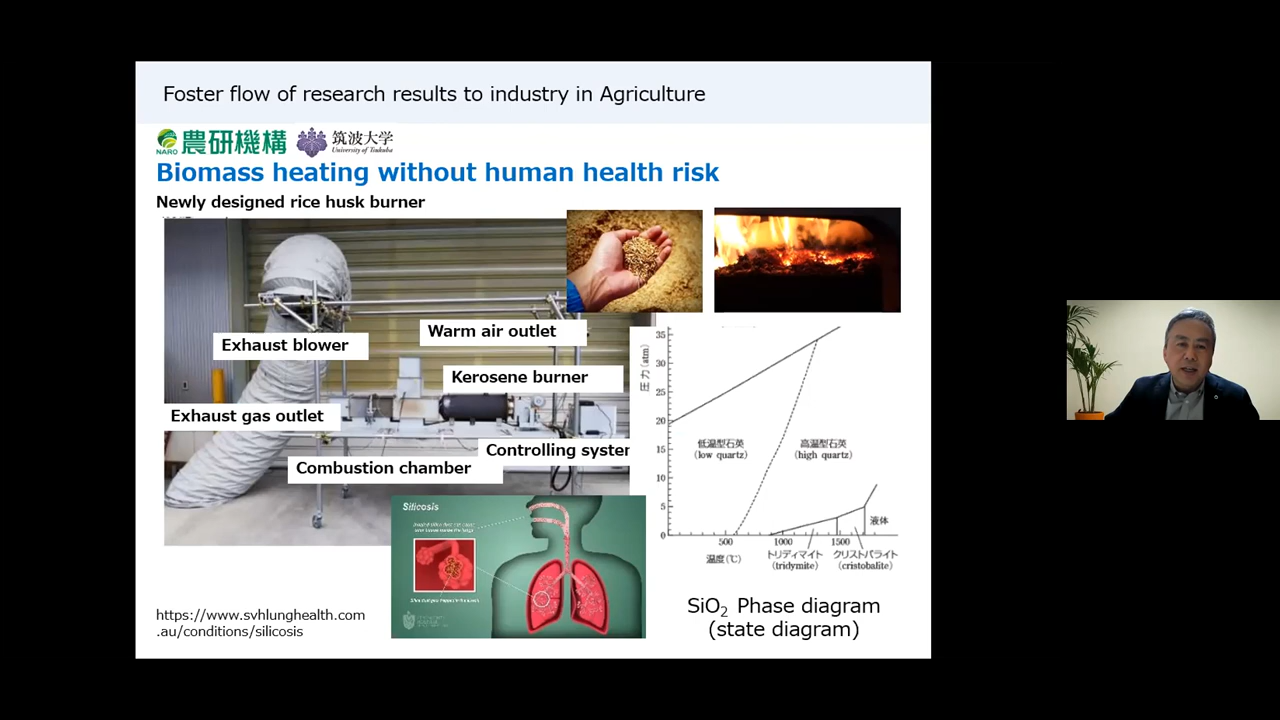 Foster flow of research results to industry in Agriculture
NARO 農研機構 筑波大学
University of Tsukuba
Biomass heating without human health risk
Newly designed rice husk burner
Exhaust blower
Warm air outlet
Kerosene burner
Exhaust gas outlet
Controlling system
Combustion chamber
Silicosis
圧力(atm)
35
30
25
20
15
10
5
0
低温型石英
(low quartz)
高温型石英
(high quartz)
液体
500
1000
1500
温度(℃)
トリディマイト
(tridymite)
クリストバライト
(cristobalite)
https://www.svhlunghealth.com
.au/conditions/silicosis
SiO₂ Phase diagram
(state diagram)